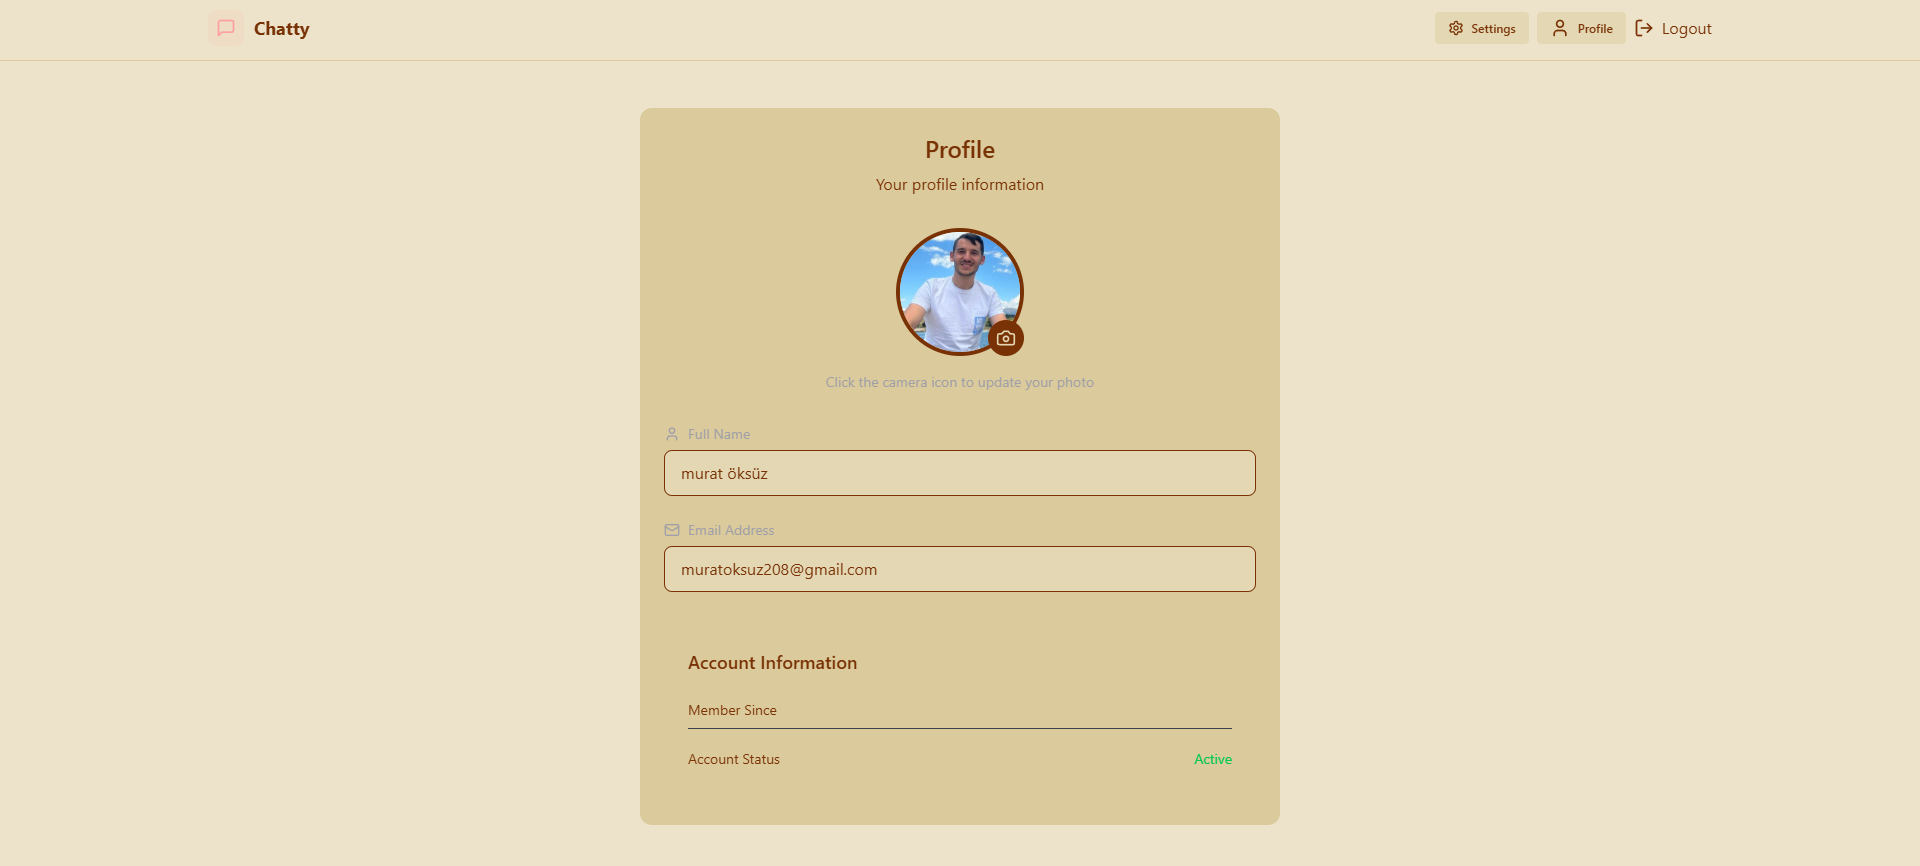 Chatty
Settings
Profile
Logout
Profile
Your profile information
Click the camera icon to update your photo
Full Name
murat öksüz
Email Address
muratoksuz208@gmail.com
Account Information
Member Since
Account Status
Active